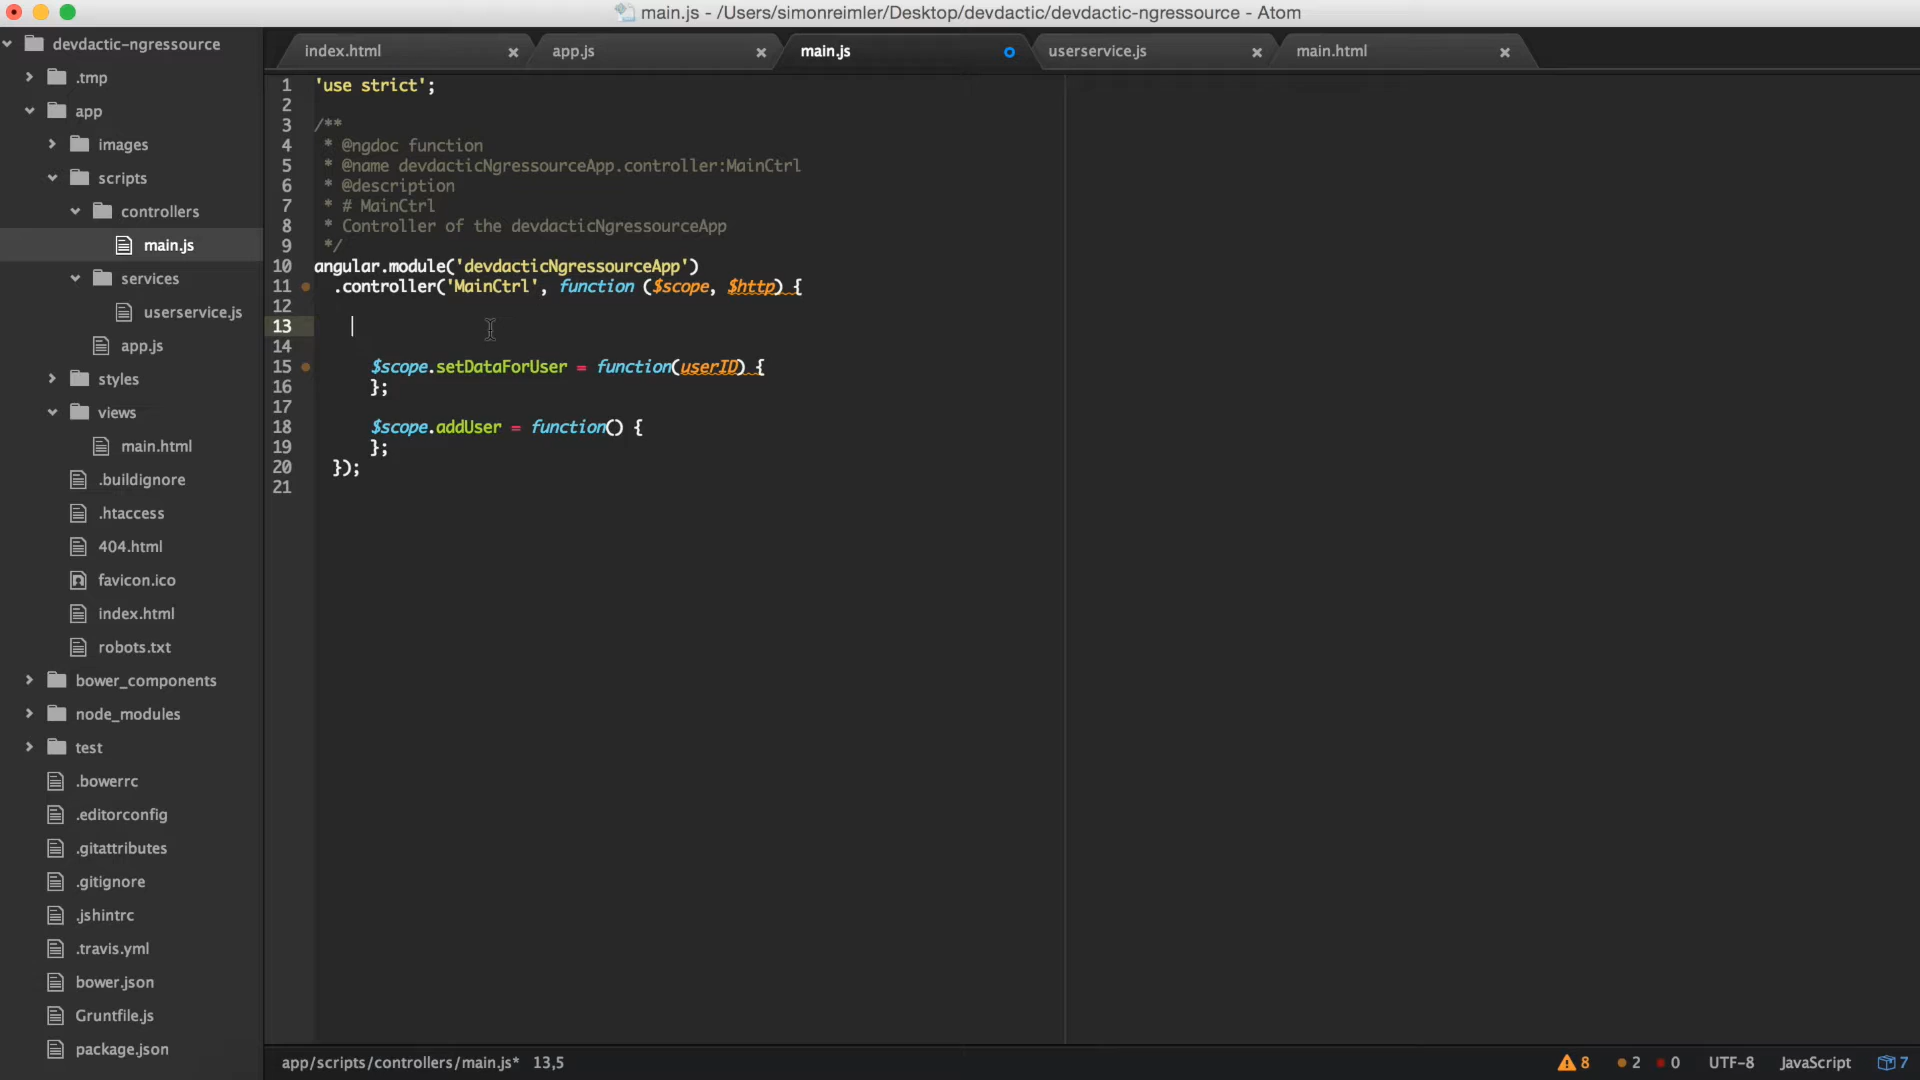 main.js - /Users/simonreimler/Desktop/devdactic/devdactic-ngressource - Atom
devdactic-ngressource
.tmp
app
images
scripts
controllers
main.js
services
userservice.js
app.js
styles
views
main.html
.buildignore
.htaccess
404.html
favicon.ico
index.html
robots.txt
bower_components
node_modules
test
.bowerrc
.editorconfig
.gitattributes
.gitignore
.jshintrc
.travis.yml
bower.json
Gruntfile.js
package.json
index.html app.js main.js userservice.js main.html
1 'use strict';
2
3 /**
4 * @ngdoc function
5 * @name devdacticNgressourceApp.controller:MainCtrl
6 * @description
7 * # MainCtrl
8 * Controller of the devdacticNgressourceApp
9 */
10 angular.module('devdacticNgressourceApp')
11 .controller('MainCtrl', function ($scope, $http) {
12
13
14
15 $scope.setDataForUser = function(userID) {
16 };
17
18 $scope.addUser = function() {
19 };
20 });
21
app/scripts/controllers/main.js* 13,5 8 2 0 UTF-8 JavaScript 7